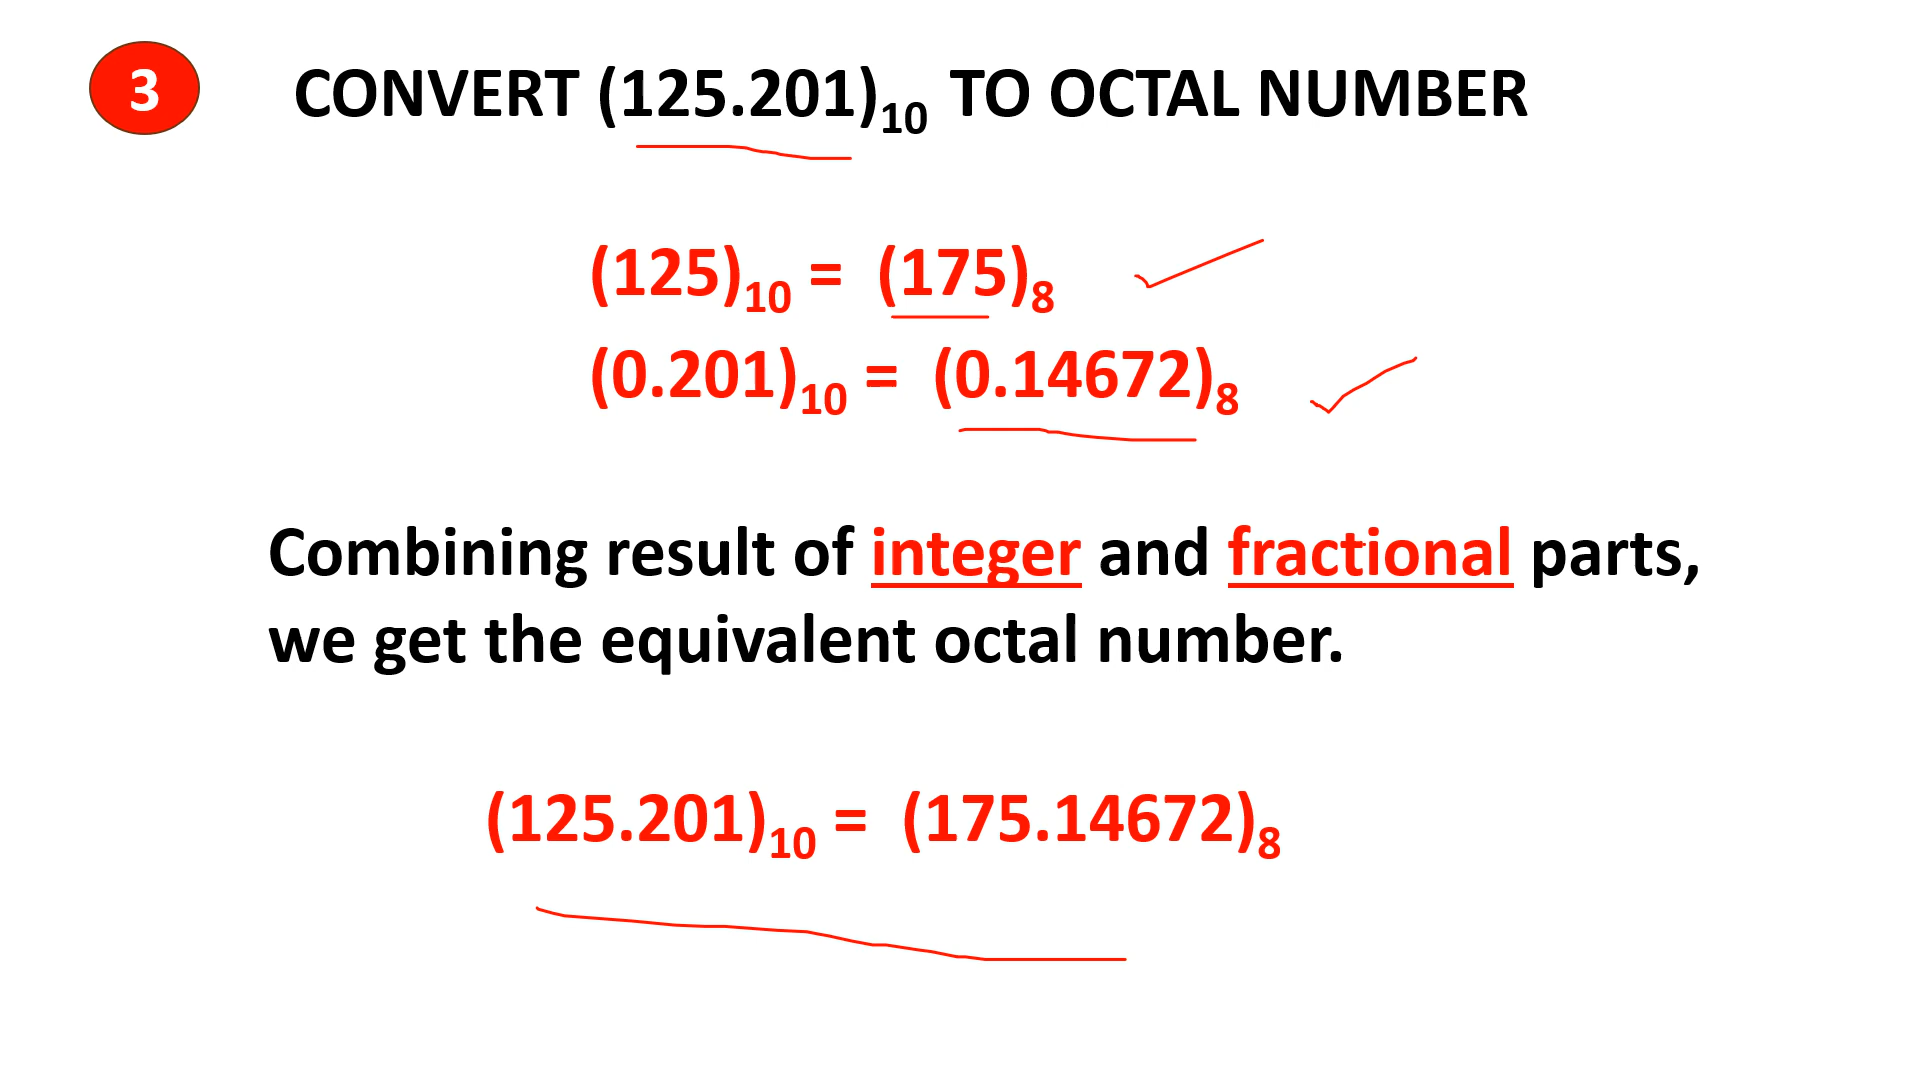 3
CONVERT (125.201)₁₀ TO OCTAL NUMBER
(125)₁₀ = (175)₈
(0.201)₁₀ = (0.14672)₈
Combining result of integer and fractional parts,
we get the equivalent octal number.
(125.201)₁₀ = (175.14672)₈